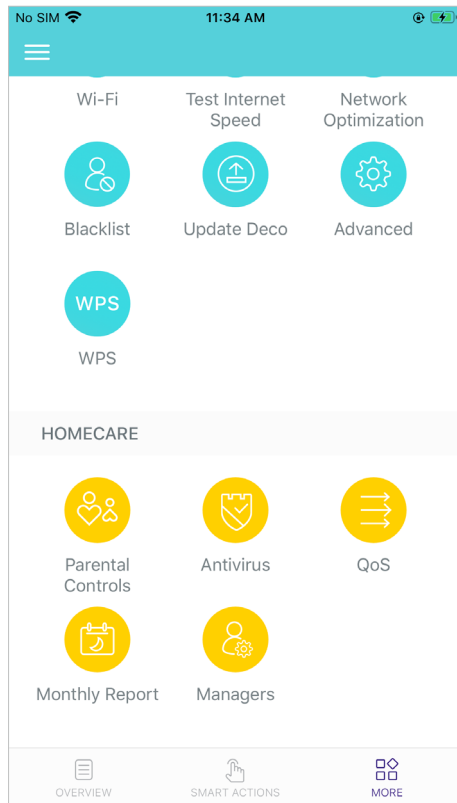 No SIM 11:34 AM
Wi-Fi Test Internet Speed Network Optimization
Blacklist Update Deco Advanced
WPS
WPS
HOMECARE
Parental Controls Antivirus QoS
Monthly Report Managers
OVERVIEW SMART ACTIONS MORE